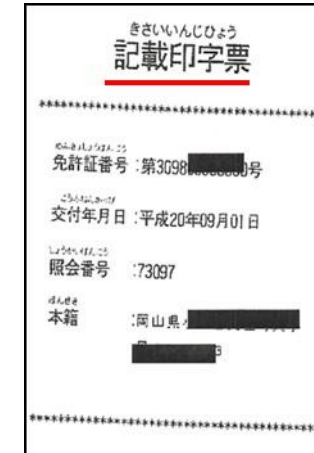 きさいいんじひょう
記載印字票
************************************
めんきょしょうばんごう
免許証番号:第3098 号
こうふねんがっぴ
交付年月日:平成20年09月01日
しょうかいばんごう
照会番号:73097
ほんせき
本籍:岡山県
************************************